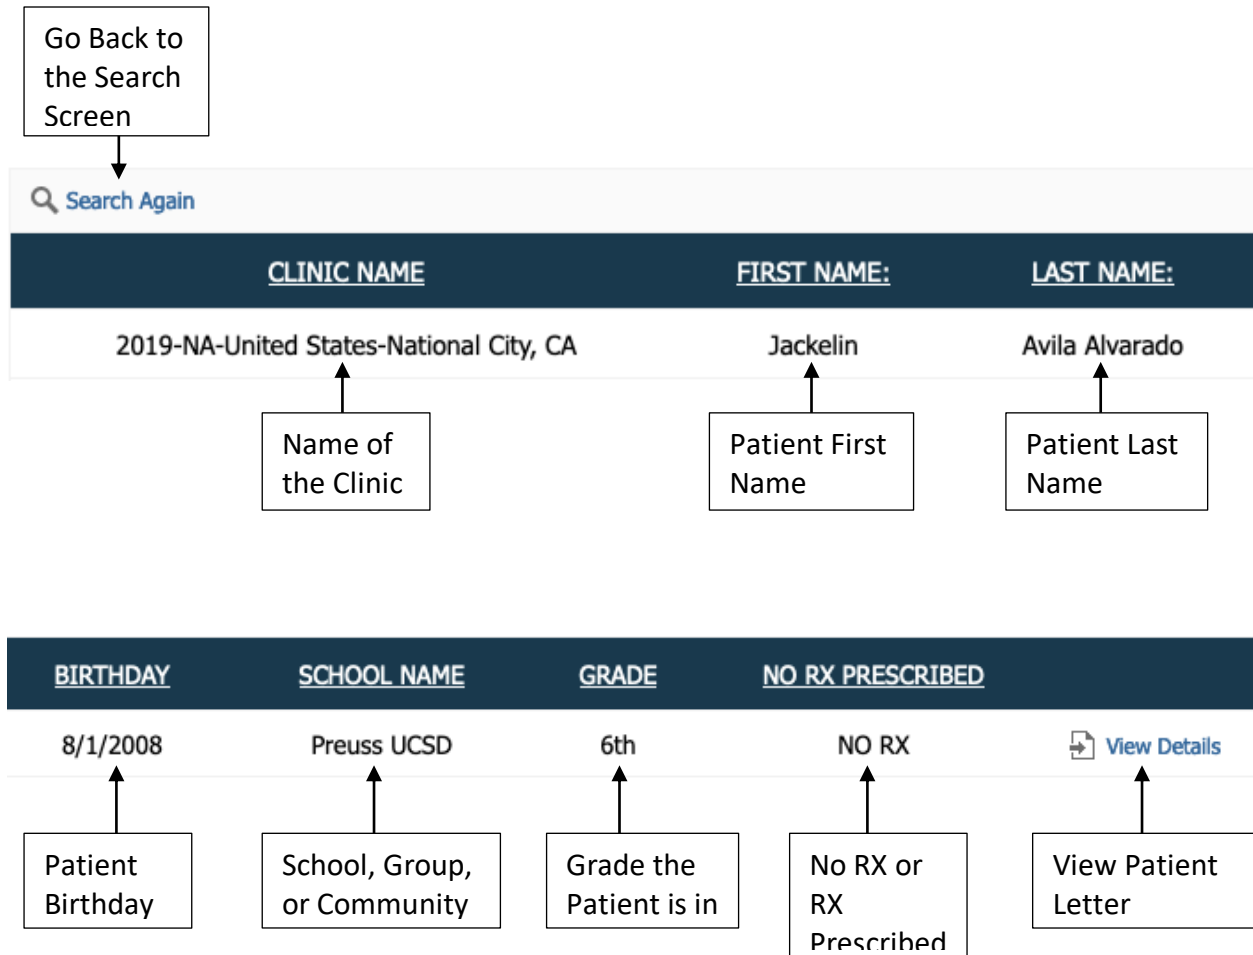 Go Back to
the Search
Screen
Search Again
CLINIC NAME FIRST NAME: LAST NAME:
2019-NA-United States-National City, CA Jackelin Avila Alvarado
Name of
the Clinic
Patient First
Name
Patient Last
Name
BIRTHDAY SCHOOL NAME GRADE NO RX PRESCRIBED
8/1/2008 Preuss UCSD 6th NO RX View Details
Patient
Birthday
School, Group,
or Community
Grade the
Patient is in
No RX or
RX
Prescribed
View Patient
Letter